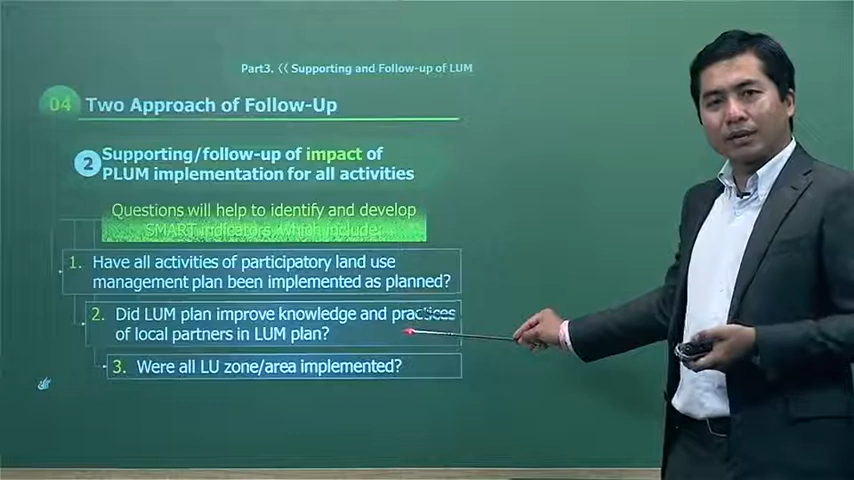 Part3. 《 Supporting and Follow-up of LUM
04 Two Approach of Follow-Up
2 Supporting/follow-up of impact of
PLUM implementation for all activities
Questions will help to identify and develop
SMART indicators, which include:
1. Have all activities of participatory land use
management plan been implemented as planned?
2. Did LUM plan improve knowledge and practices
of local partners in LUM plan?
3. Were all LU zone/area implemented?